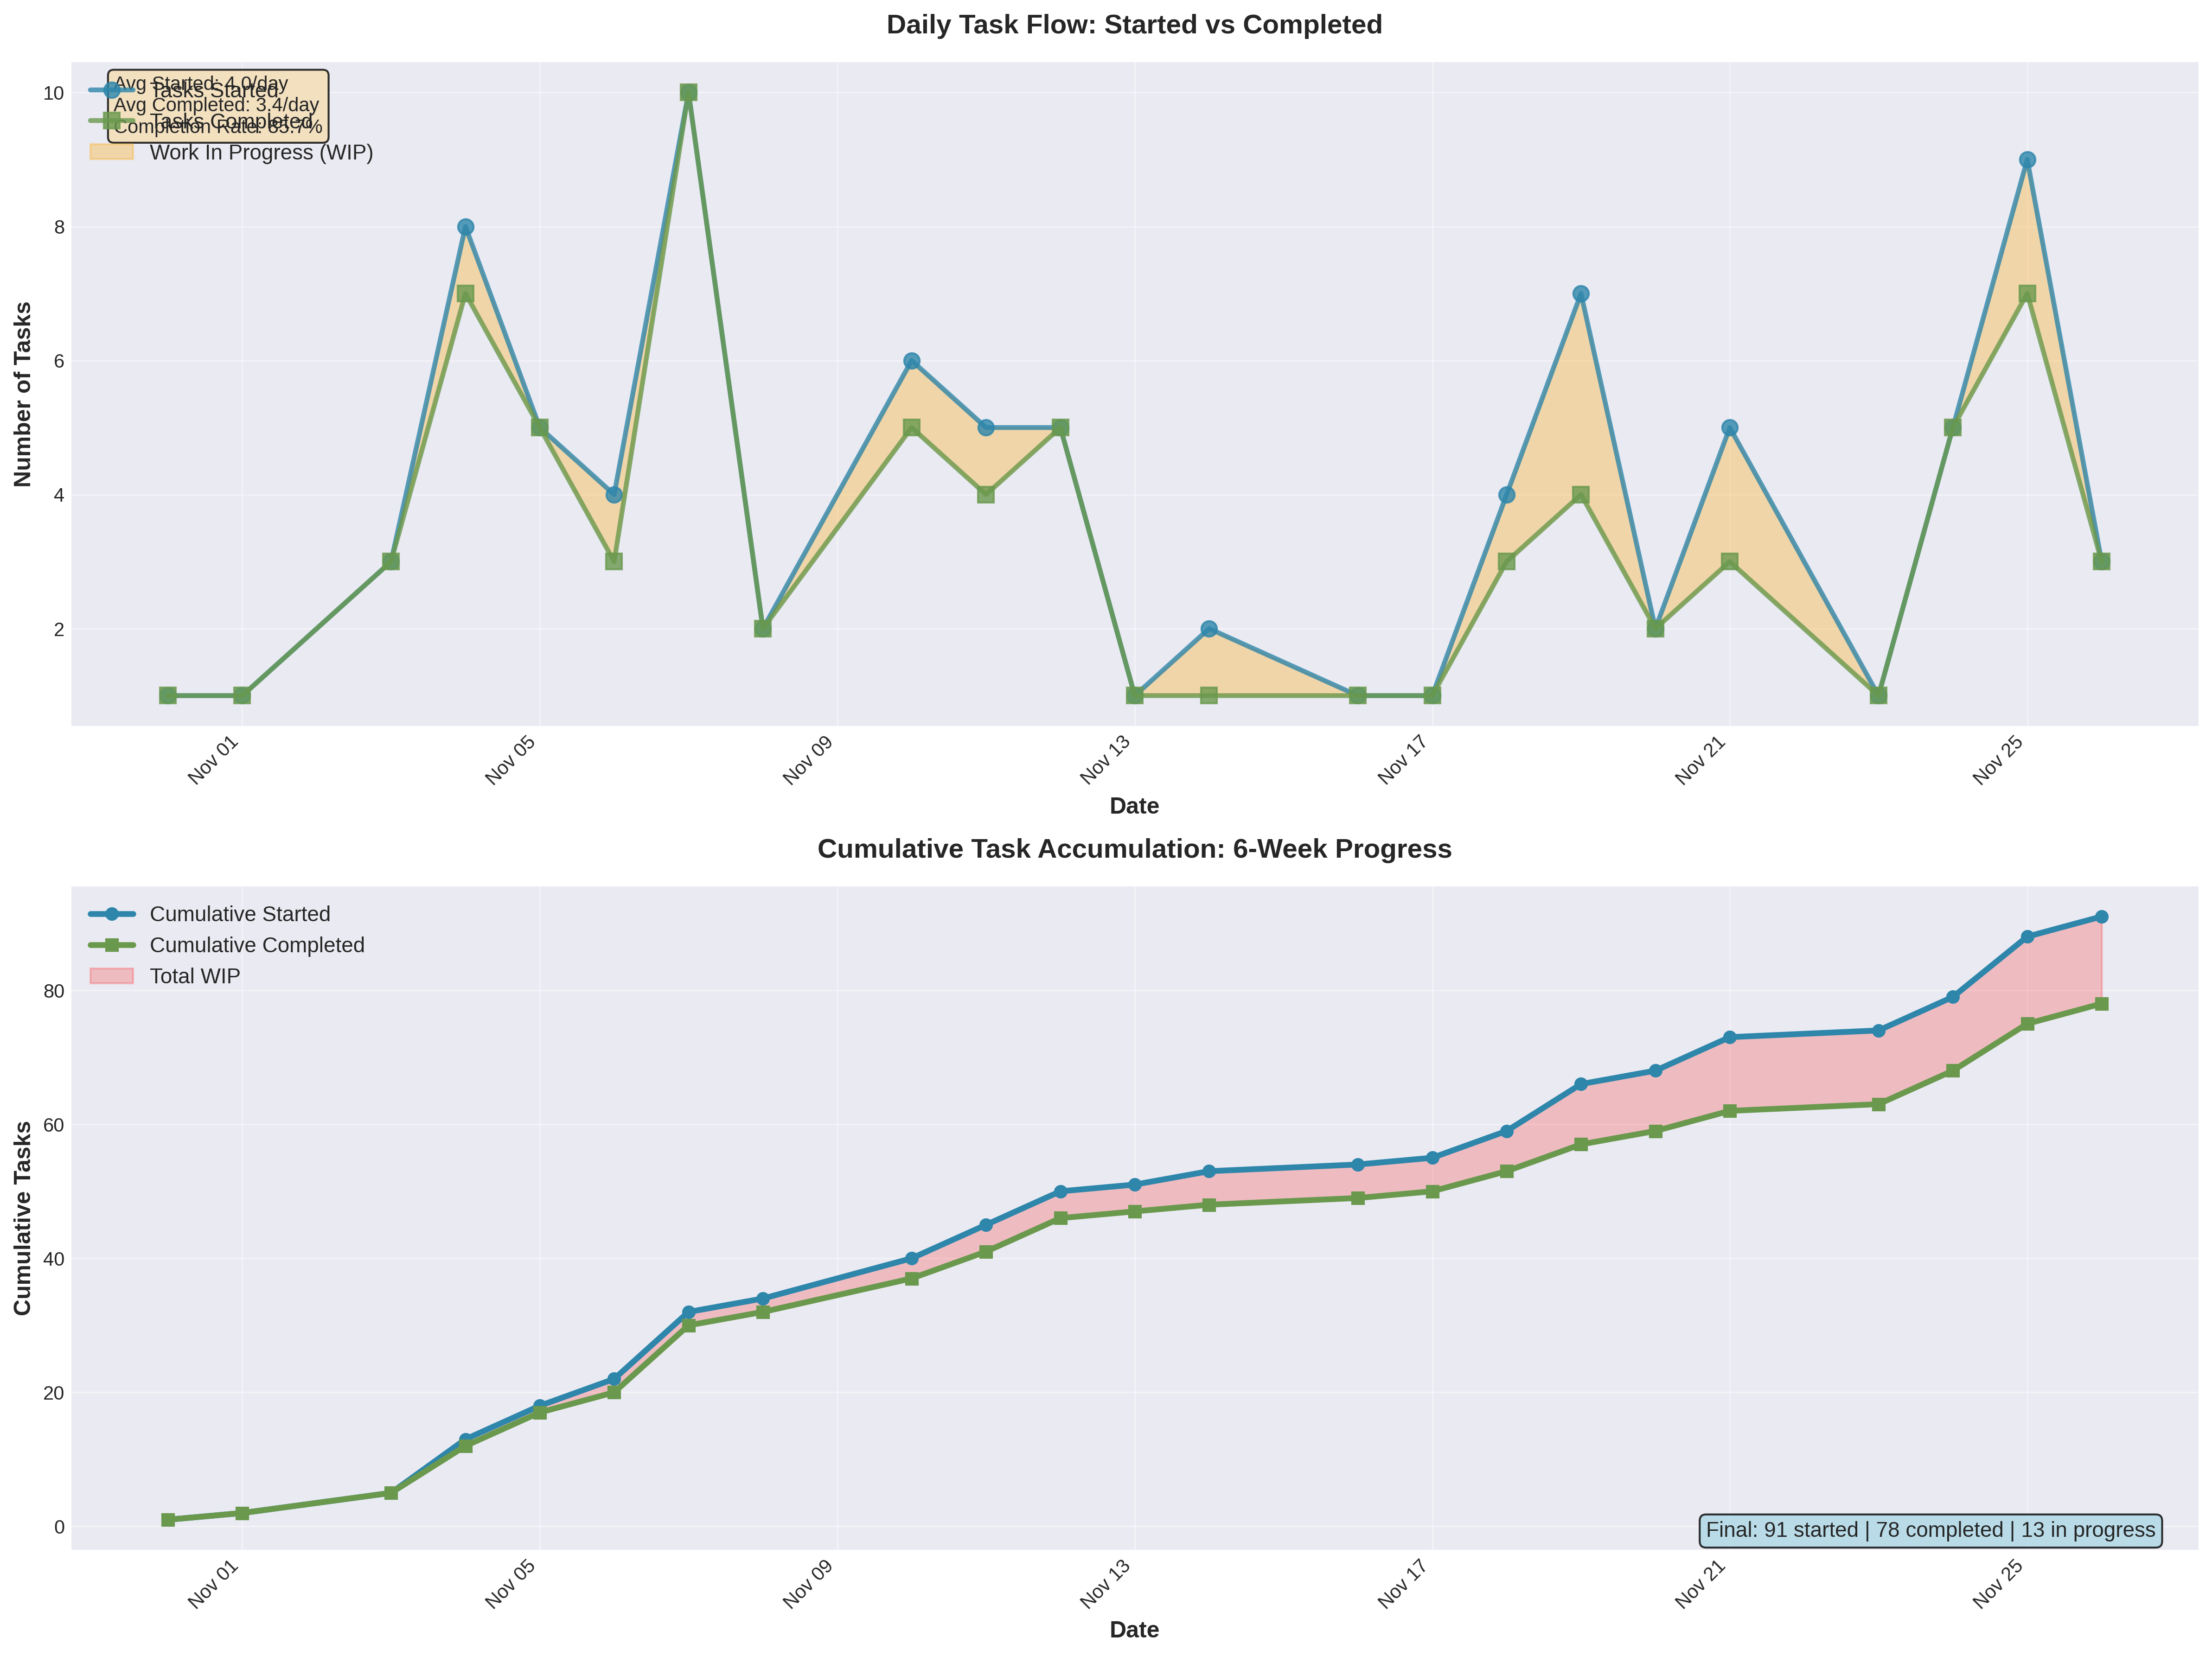 Daily Task Flow: Started vs Completed
Avg Started: 4.0/day
Tasks Started
Avg Completed: 3.4/day
Tasks Completed
Completion Rate: 85.7%
Work In Progress (WIP)
Number of Tasks
10
8
6
4
2
Nov 01
Nov 05
Nov 09
Nov 13
Nov 17
Nov 21
Nov 25
Date
Cumulative Task Accumulation: 6-Week Progress
Cumulative Started
Cumulative Completed
Total WIP
Cumulative Tasks
80
60
40
20
0
Final: 91 started | 78 completed | 13 in progress
Nov 01
Nov 05
Nov 09
Nov 13
Nov 17
Nov 21
Nov 25
Date